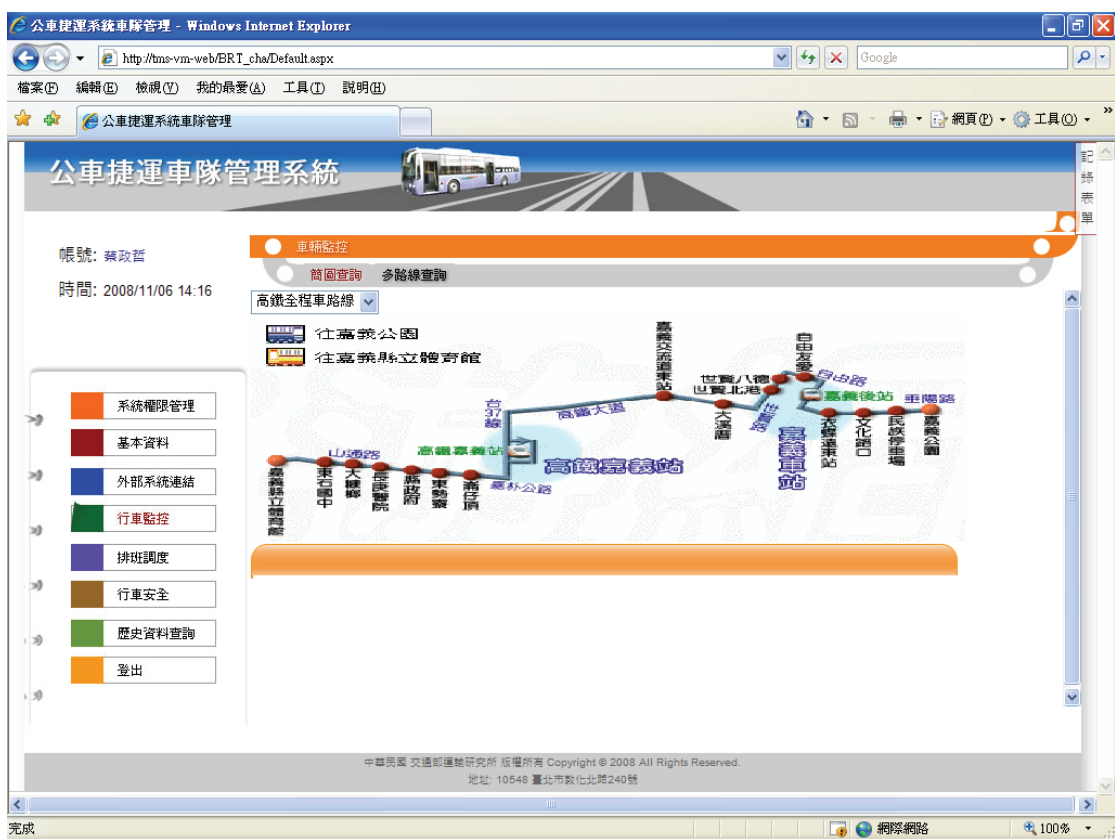 公車捷運系統車隊管理 - Windows Internet Explorer
http://tms-vm-web/BRT_cha/Default.aspx
Google
檔案(F) 編輯(E) 檢視(V) 我的最愛(A) 工具(T) 說明(H)
公車捷運系統車隊管理
網頁(P) 工具(O)
公車捷運車隊管理系統
記錄表單
帳號: 蔡政哲
時間: 2008/11/06 14:16
車輛監控
簡圖查詢 多路線查詢
高鐵全程車路線
往嘉義公園
往嘉義縣立體育館
系統權限管理
基本資料
外部系統連結
行車監控
排班調度
行車安全
歷史資料查詢
登出
嘉義縣立體育館
東石國中
大糠榔
長庚醫院
縣政府
東勢寮
崙仔頂
山通路
高鐵嘉義站
高鐵嘉義站
嘉朴公路
台37線
高鐵大道
嘉義交流道東站
大溪厝
世賢北港
世賢八德
世賢路
自由友愛
自由路
嘉義後站
嘉義車站
衣蝶遠東站
文化路口
民族停車場
嘉義公園
垂陽路
中華民國 交通部運輸研究所 版權所有 Copyright © 2008 All Rights Reserved.
地址: 10548 臺北市敦化北路240號
完成
網際網路
100%